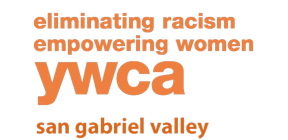 eliminating racism
empowering women
ywca
san gabriel valley